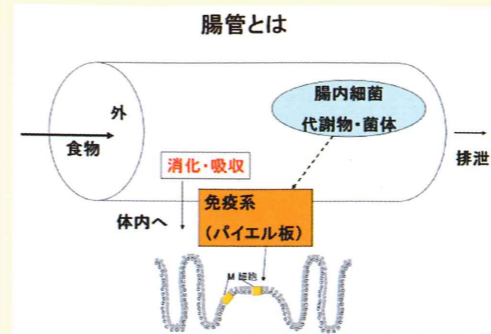 腸管とは
外
食物
腸内細菌
代謝物・菌体
排泄
消化・吸収
体内へ
免疫系
（パイエル板）
M 細胞